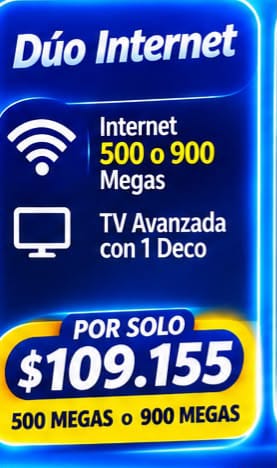 Dúo Internet
Internet
500 o 900
Megas
TV Avanzada
con 1 Deco
POR SOLO
$109.155
500 MEGAS o 900 MEGAS